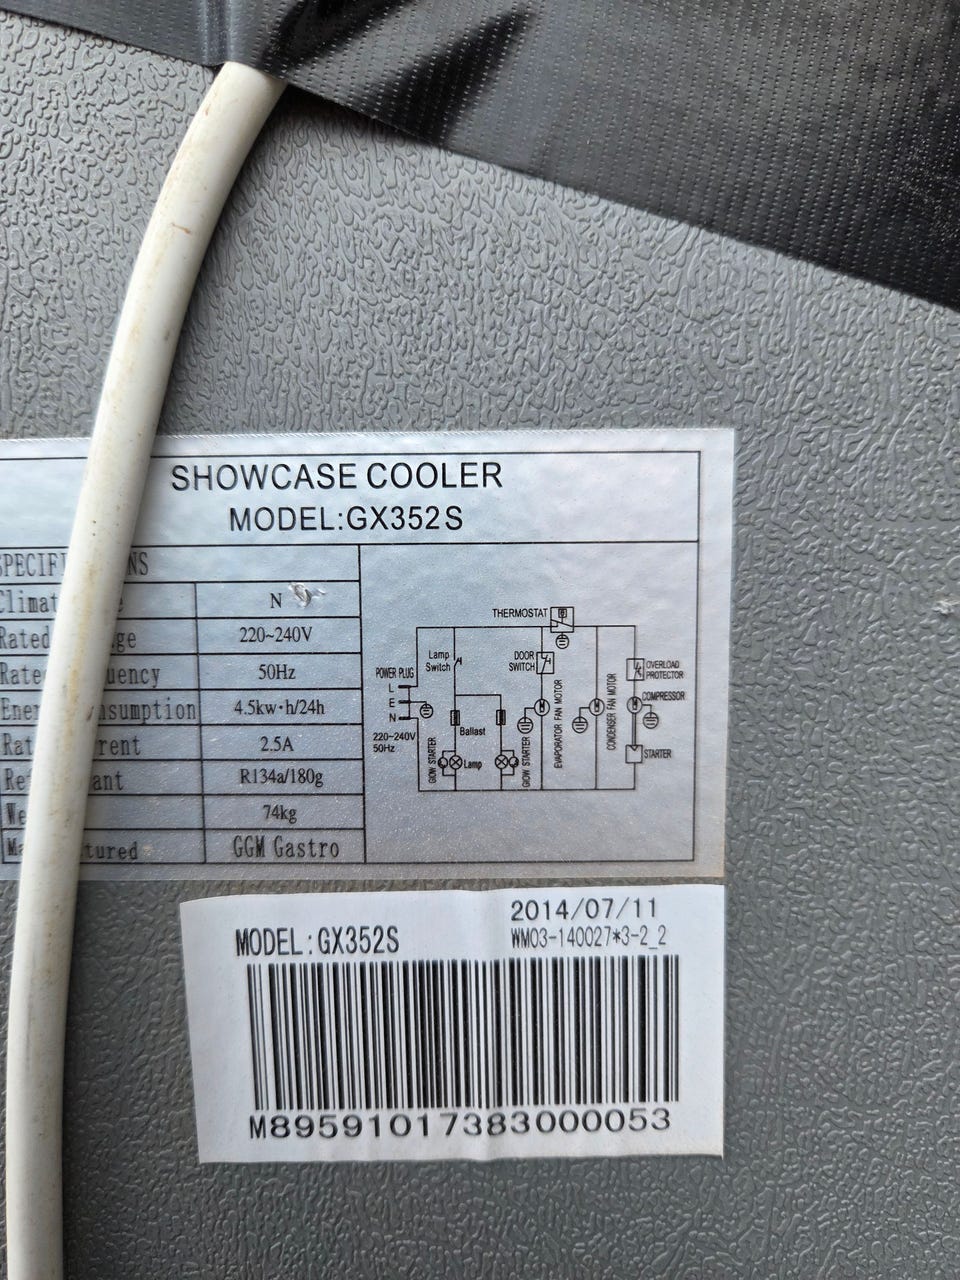 SHOWCASE COOLER
MODEL:GX352S
N
220~240V
50Hz
4.5kw·h/24h
2.5A
R134a/180g
74kg
GGM Gastro
THERMOSTAT
Lamp
Switch
DOOR
SWITCH
POWER PLUG
L
E
N
220-240V
50Hz
Ballast
GLOW STARTER
Lamp
GLOW STARTER
EVAPORATOR FAN MOTOR
CONDENSER FAN MOTOR
OVERLOAD
PROTECTOR
COMPRESSOR
STARTER
2014/07/11
MODEL:GX352S
WM03-140027*3-2_2
M89591017383000053